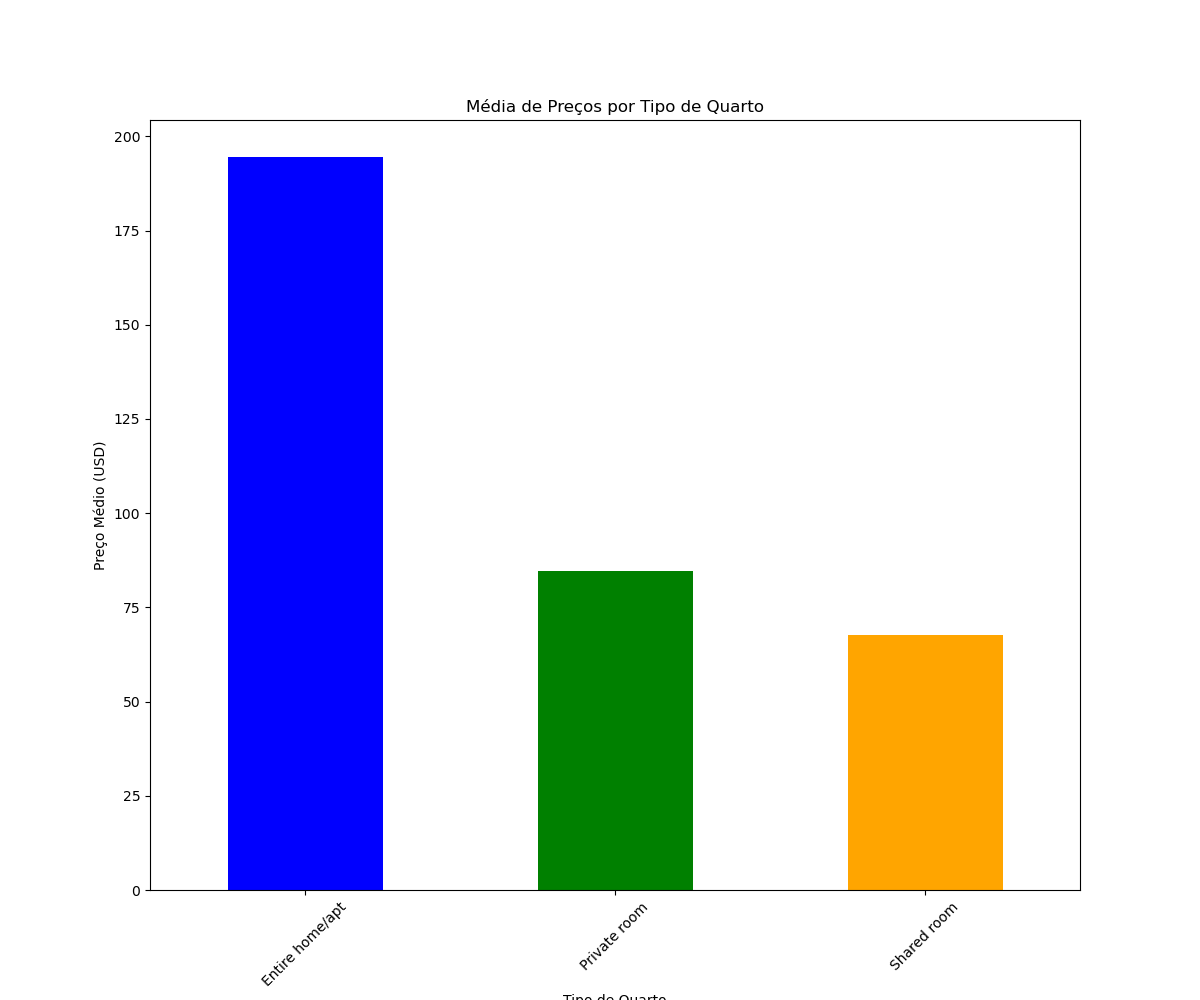 Média de Preços por Tipo de Quarto
200
175
150
125
100
75
50
25
0
Preço Médio (USD)
Entire home/apt
Private room
Shared room
Tipo de Quarto